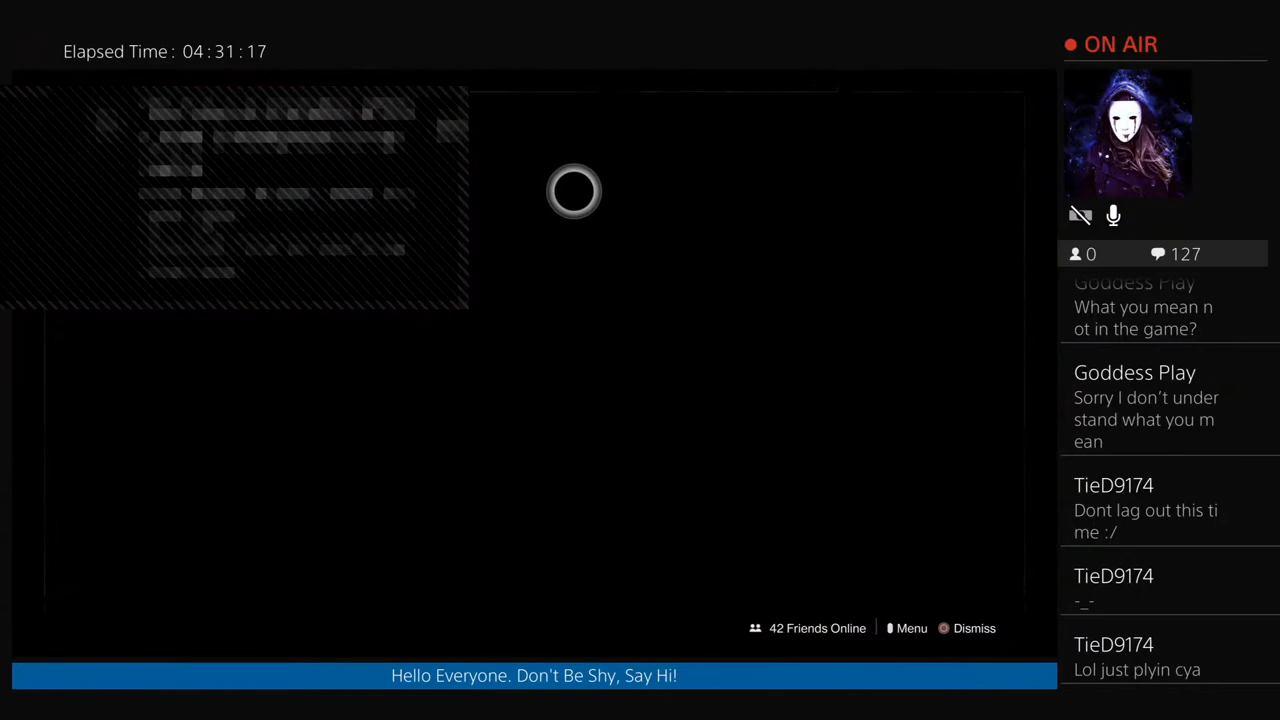 Elapsed Time: 04:31:17
ON AIR
0 127
Goddess Play
What you mean n
ot in the game?
Goddess Play
Sorry I don't under
stand what you m
ean
TieD9174
Dont lag out this ti
me :/
TieD9174
-_-
TieD9174
Lol just plyin cya
42 Friends Online Menu Dismiss
Hello Everyone. Don't Be Shy, Say Hi!